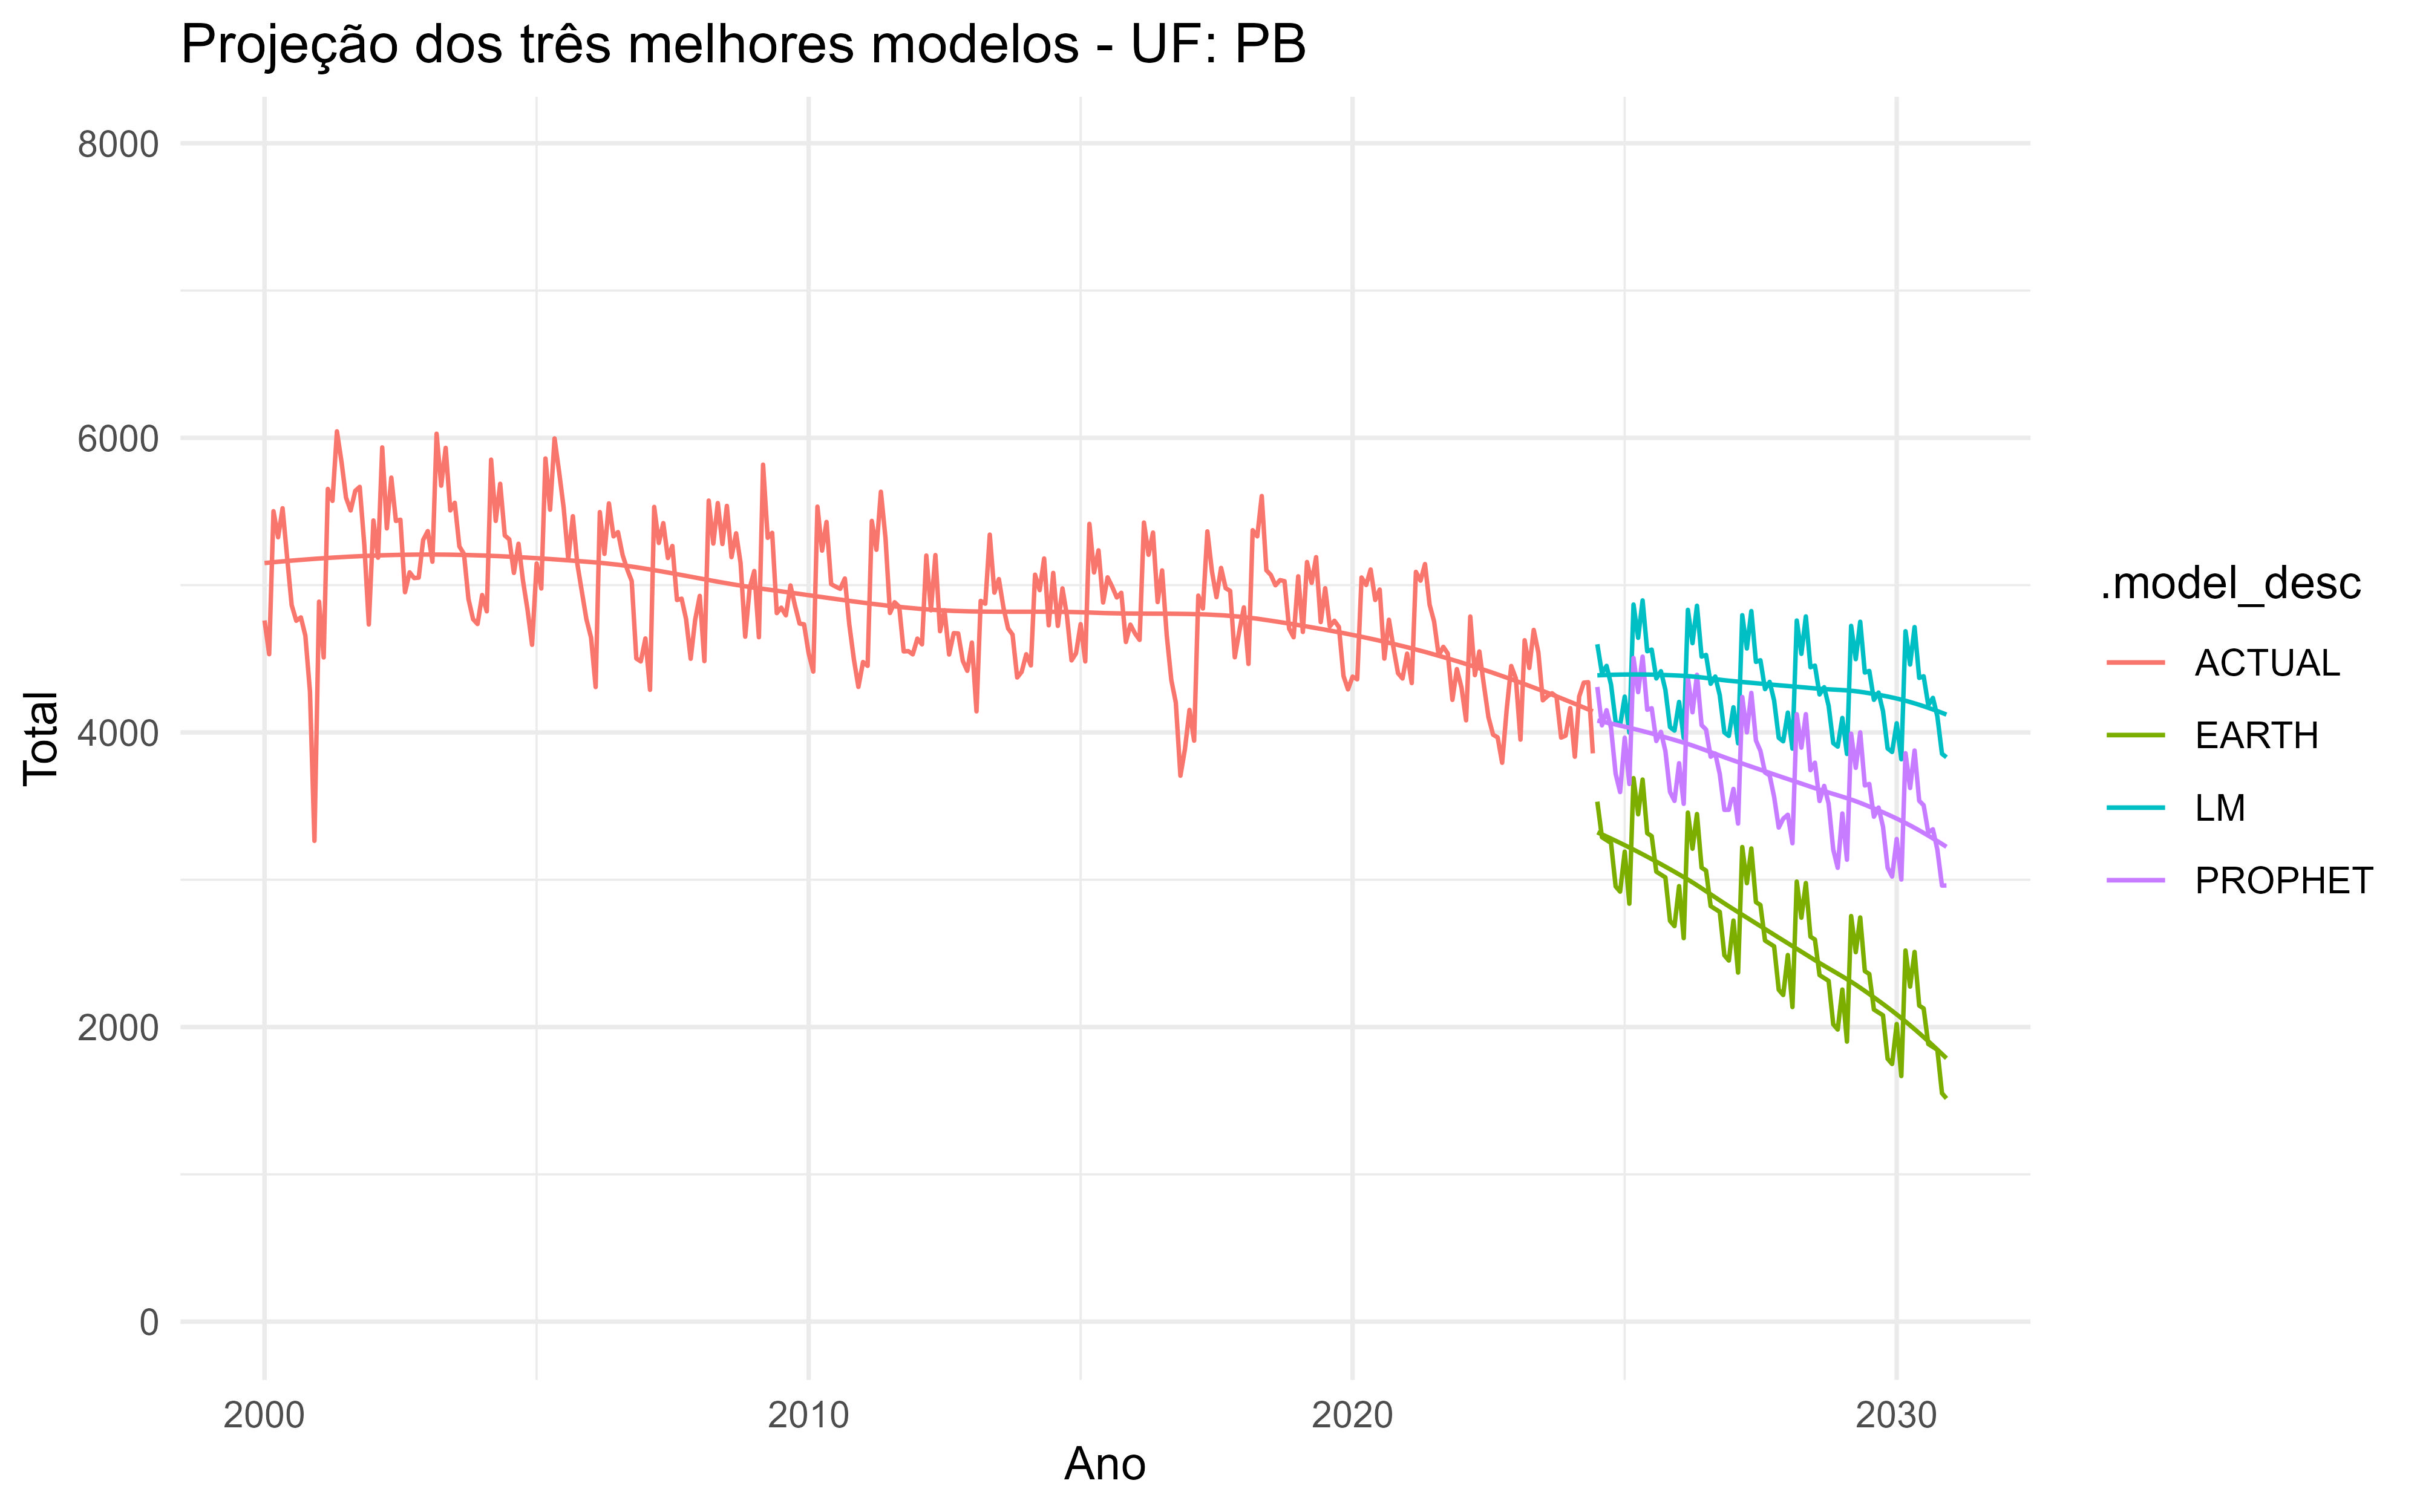 Projeção dos três melhores modelos - UF: PB
8000
6000
4000
2000
0
Total
2000 2010 2020 2030
Ano
.model_desc
ACTUAL
EARTH
LM
PROPHET